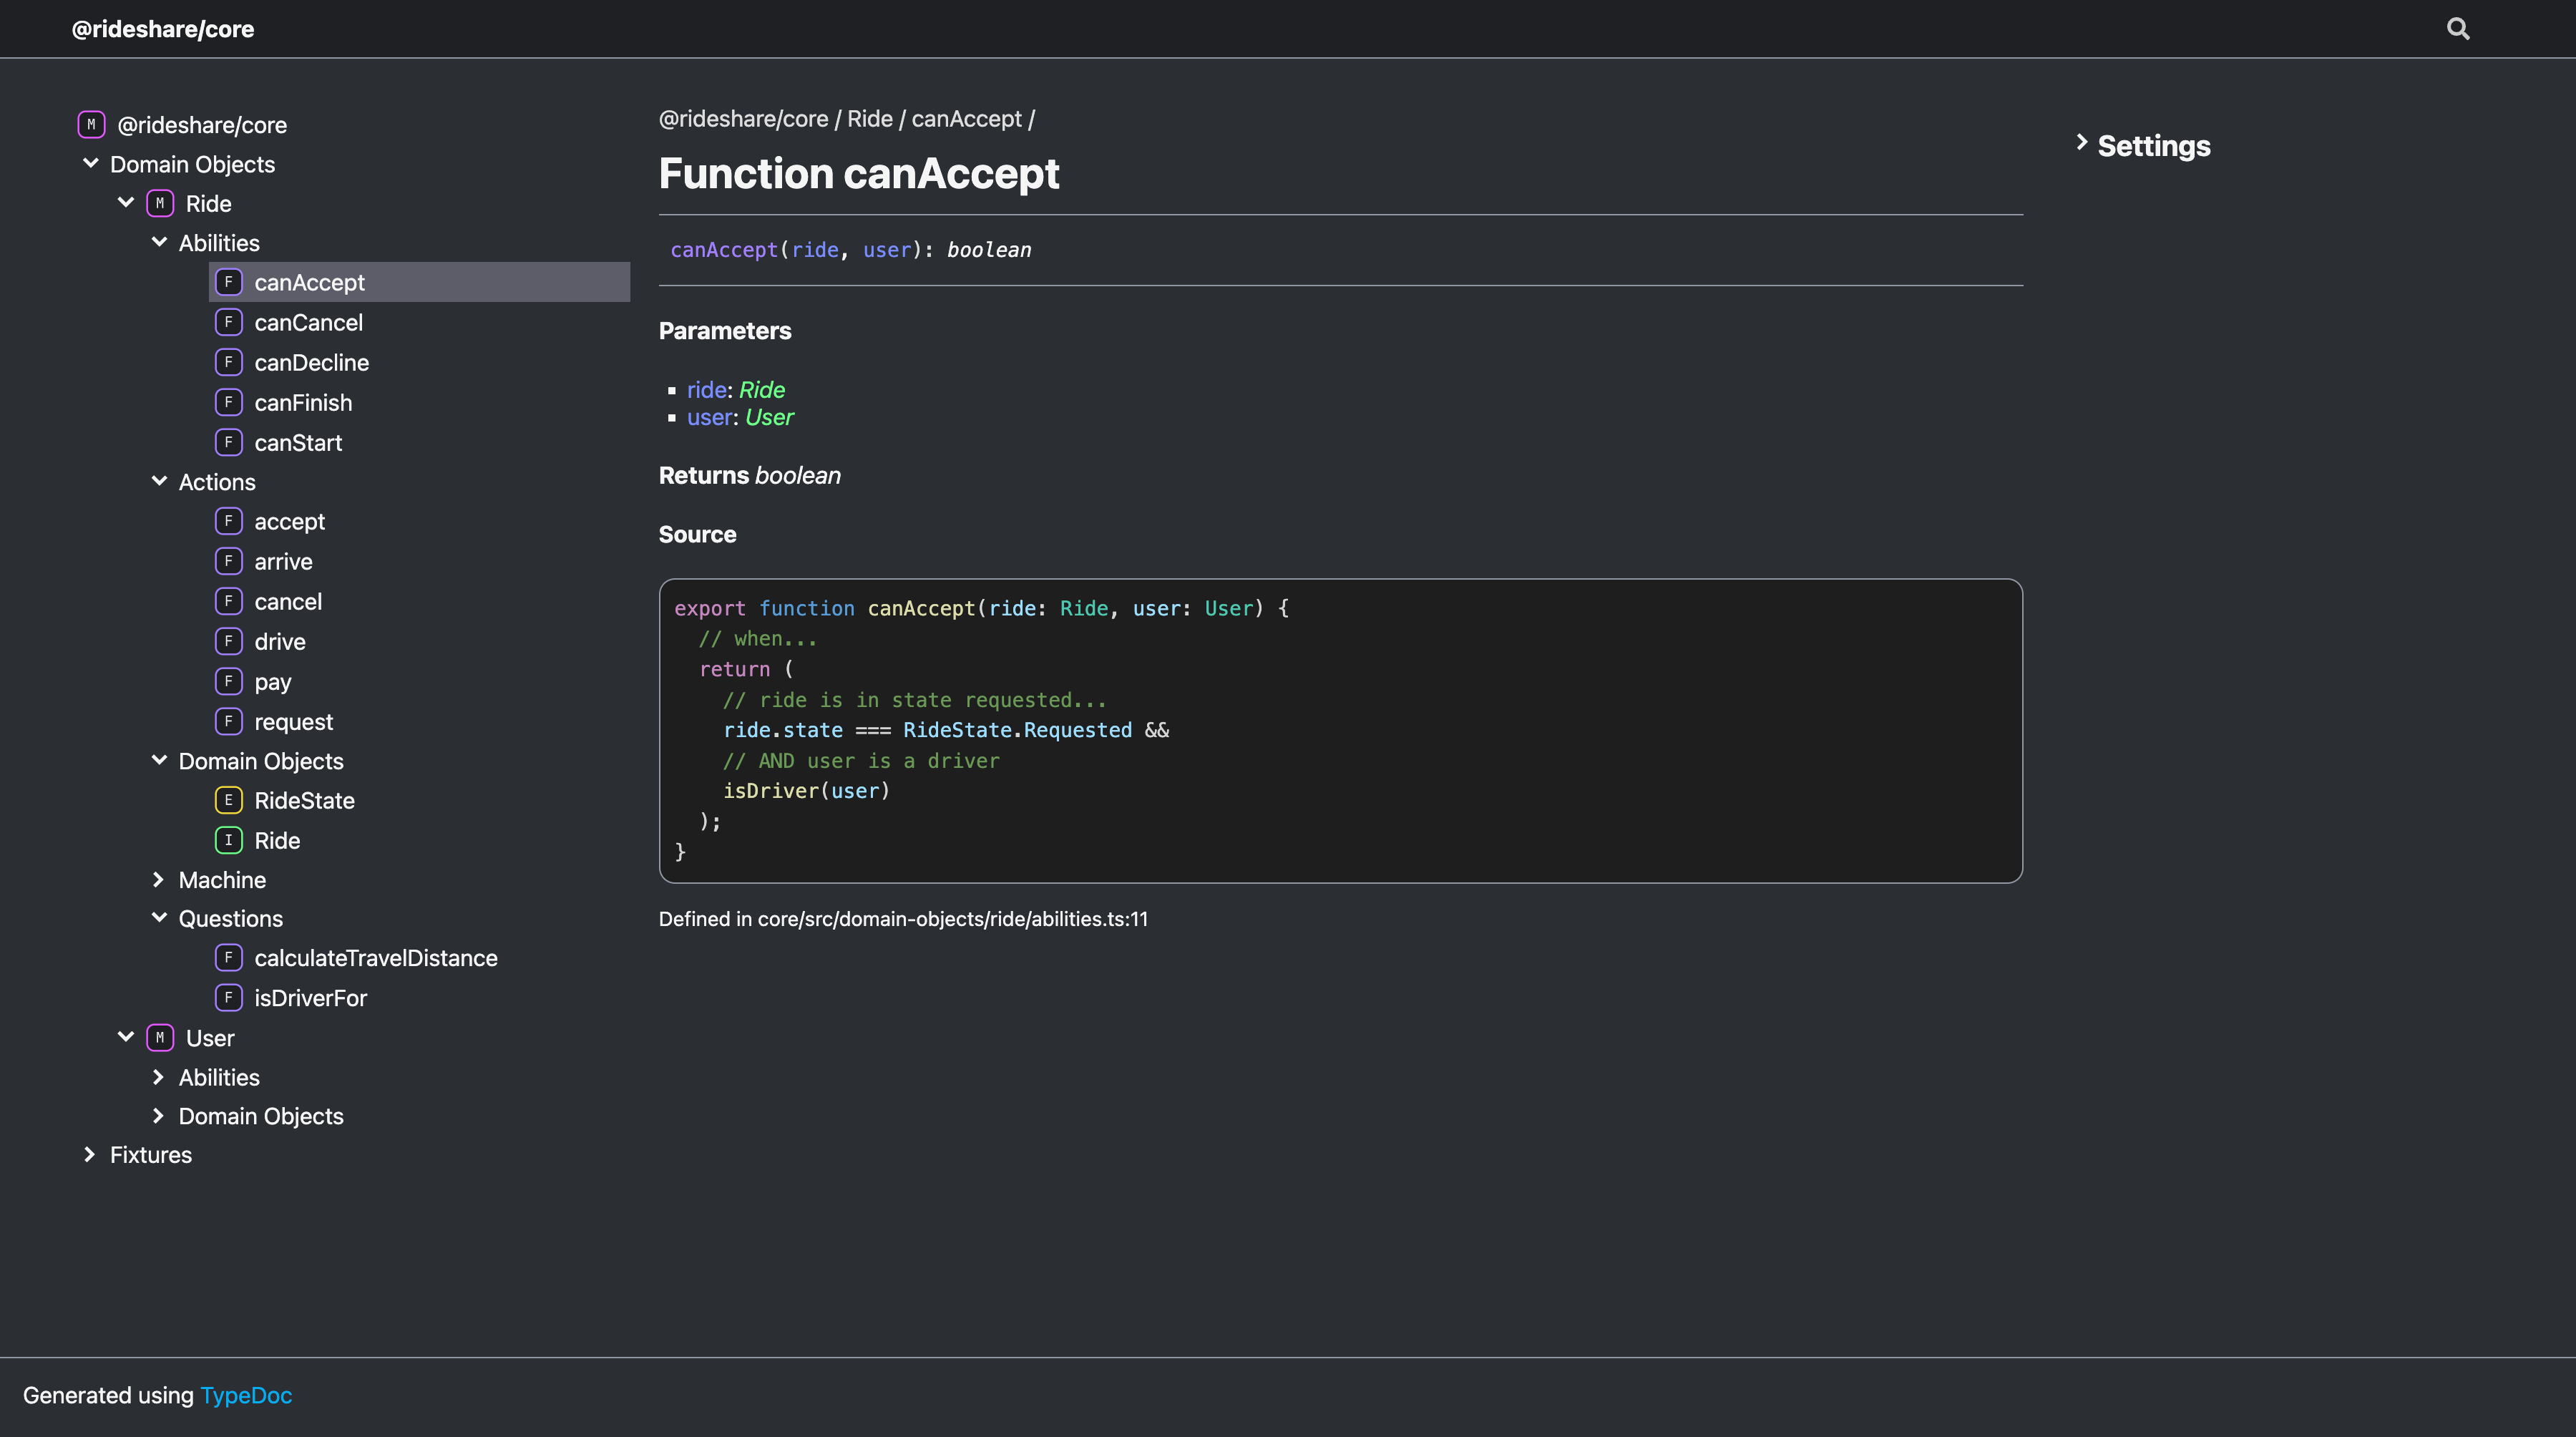 @rideshare/core
M @rideshare/core
Domain Objects
M Ride
Abilities
F canAccept
F canCancel
F canDecline
F canFinish
F canStart
Actions
F accept
F arrive
F cancel
F drive
F pay
F request
Domain Objects
E RideState
I Ride
Machine
Questions
F calculateTravelDistance
F isDriverFor
M User
Abilities
Domain Objects
Fixtures
@rideshare/core / Ride / canAccept /
Function canAccept
canAccept(ride, user): boolean
Parameters
ride: Ride
user: User
Returns boolean
Source
export function canAccept(ride: Ride, user: User) {
  // when...
  return (
    // ride is in state requested...
    ride.state === RideState.Requested &&
    // AND user is a driver
    isDriver(user)
  );
}
Defined in core/src/domain-objects/ride/abilities.ts:11
Settings
Generated using TypeDoc